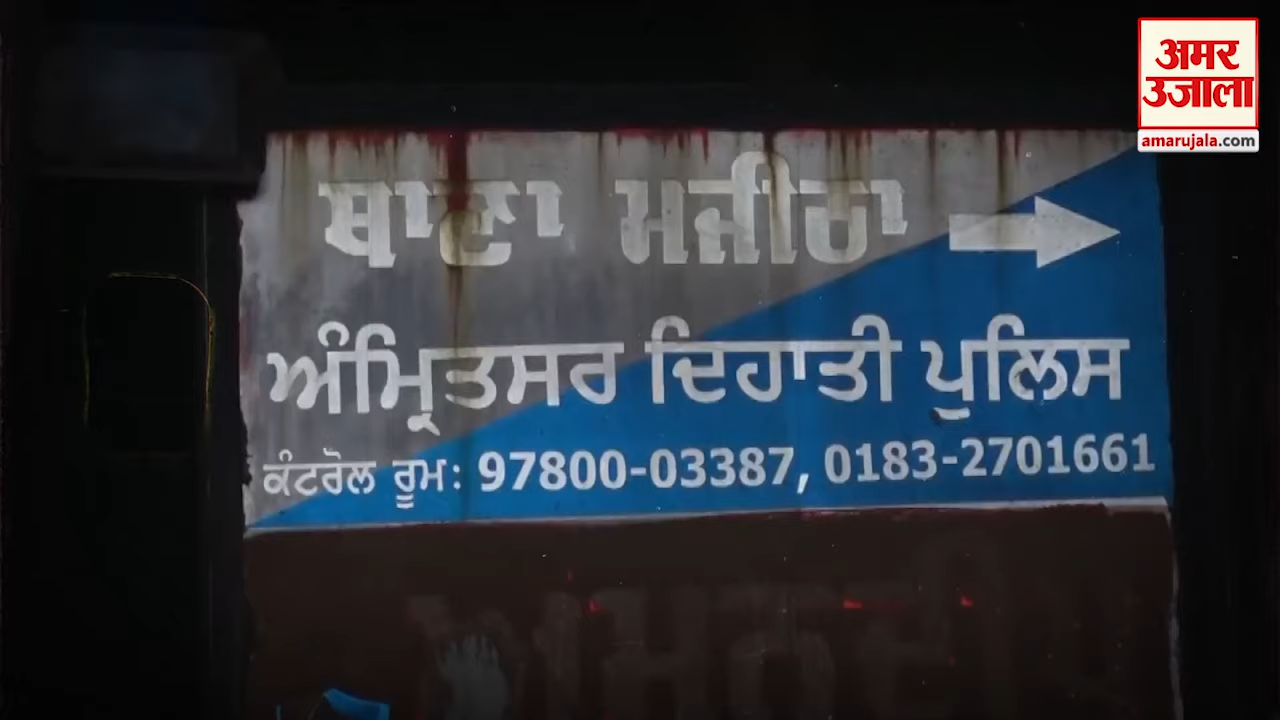 अमर
उजाला
amarujala.com
ਥਾਣਾ ਮਜੀਠਾ
ਅੰਮ੍ਰਿਤਸਰ ਦਿਹਾਤੀ ਪੁਲਿਸ
ਕੰਟਰੋਲ ਰੂਮ: 97800-03387, 0183-2701661